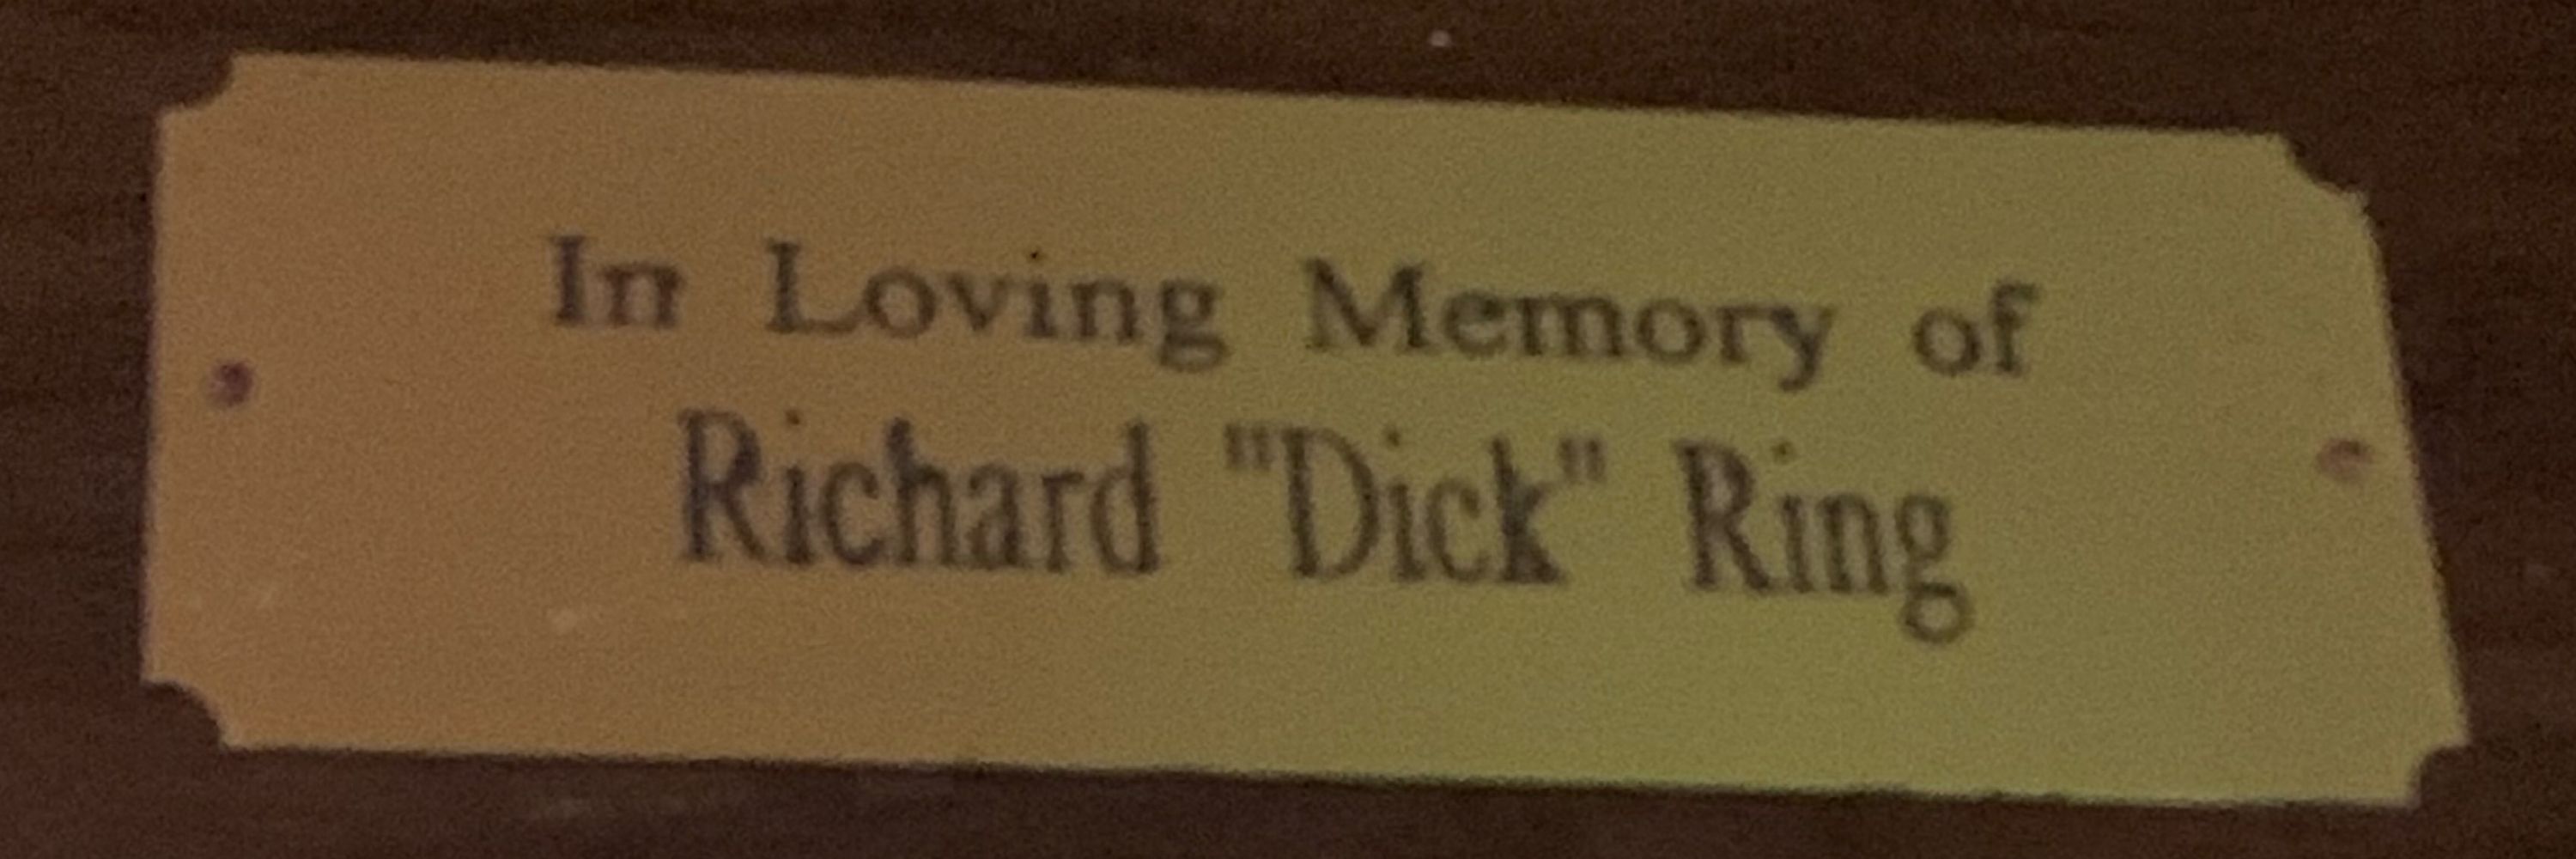 In Loving Memory of
Richard "Dick" Ring